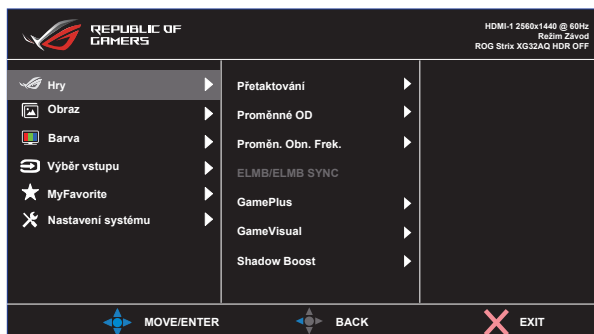 REPUBLIC OF
GAMERS
HDMI-1 2560x1440 @ 60Hz
Režim Závod
ROG Strix XG32AQ HDR OFF
Hry
Obraz
Barva
Výběr vstupu
MyFavorite
Nastavení systému
Přetaktování
Proměnné OD
Proměn. Obn. Frek.
ELMB/ELMB SYNC
GamePlus
GameVisual
Shadow Boost
MOVE/ENTER
BACK
EXIT